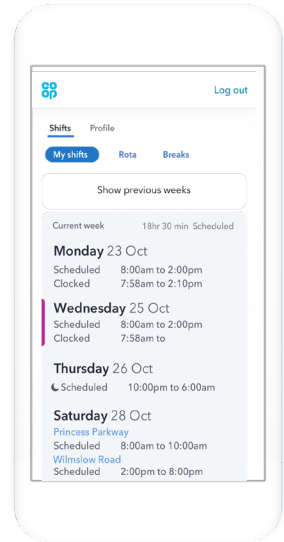 CO
OP
Log out
Shifts Profile
My shifts Rota Breaks
Show previous weeks
Current week 18hr 30 min Scheduled
Monday 23 Oct
Scheduled 8:00am to 2:00pm
Clocked 7:58am to 2:10pm
Wednesday 25 Oct
Scheduled 8:00am to 2:00pm
Clocked 7:58am to
Thursday 26 Oct
Scheduled 10:00pm to 6:00am
Saturday 28 Oct
Princess Parkway
Scheduled 8:00am to 10:00am
Wilmslow Road
Scheduled 2:00pm to 8:00pm